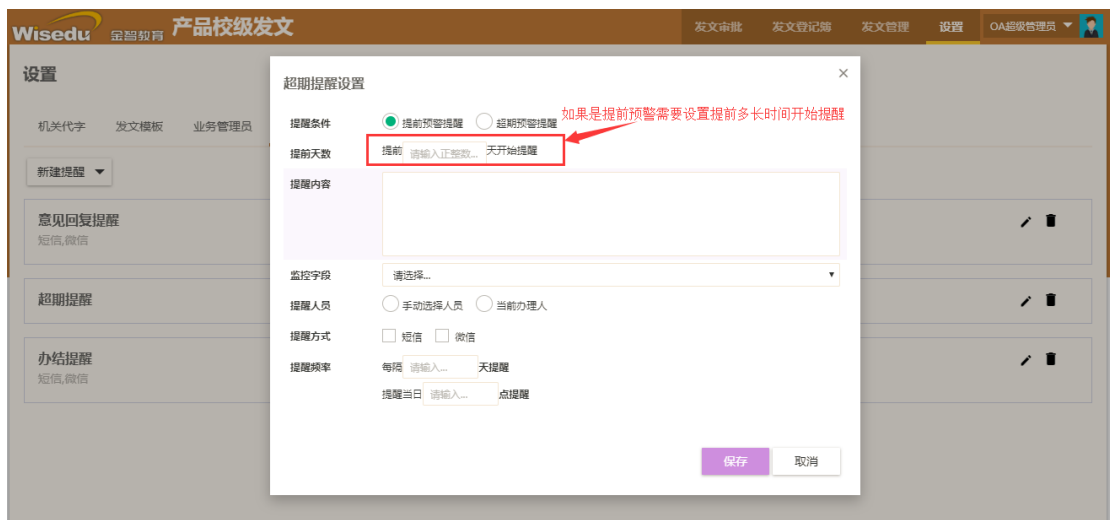 Wisedu 金智教育 产品校级发文 发文审批 发文登记簿 发文管理 设置 OA超级管理员
设置
机关代字 发文模板 业务管理员
新建提醒
意见回复提醒
短信,微信
超期提醒
办结提醒
短信,微信
超期提醒设置
如果是提前预警需要设置提前多长时间开始提醒
提醒条件 提前预警提醒 超期预警提醒
提前天数 提前 请输入正整数... 天开始提醒
提醒内容
监控字段 请选择...
提醒人员 手动选择人员 当前办理人
提醒方式 短信 微信
提醒频率 每隔 请输入... 天提醒
提醒当日 请输入... 点提醒
保存 取消